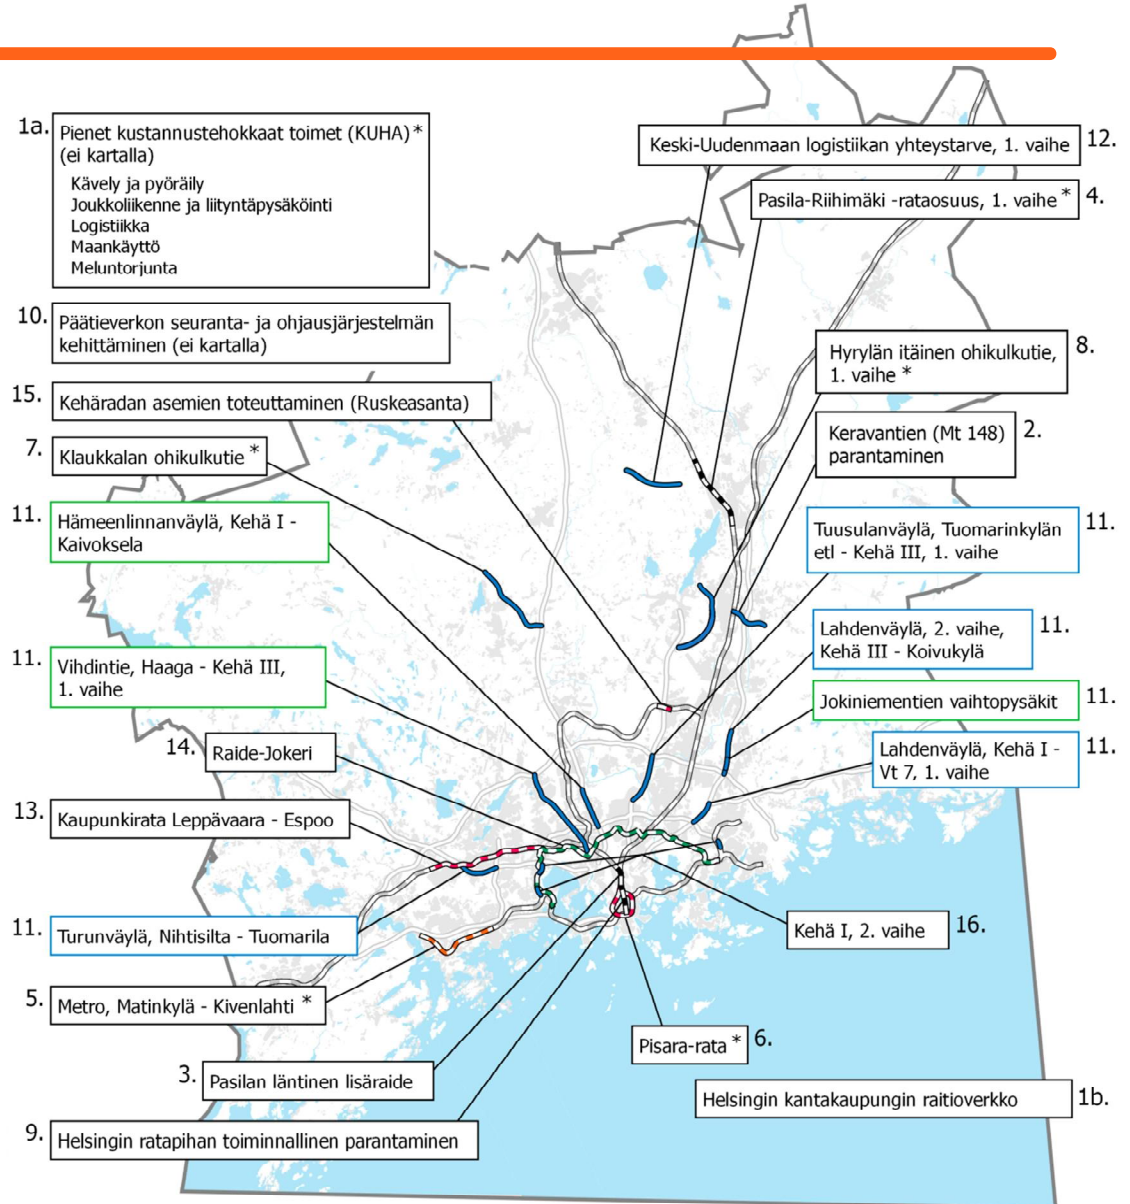 1a.
Pienet kustannustehokkaat toimet (KUHA) *
(ei kartalla)
Kävely ja pyöräily
Joukkoliikenne ja liityntäpysäköinti
Logistiikka
Maankäyttö
Meluntorjunta
Keski-Uudenmaan logistiikan yhteystarve, 1. vaihe
12.
Pasila-Riihimäki -rataosuus, 1. vaihe *
4.
10.
Päätieverkon seuranta- ja ohjausjärjestelmän
kehittäminen (ei kartalla)
Hyrylän itäinen ohikulkutie,
1. vaihe *
8.
15.
Kehäradan asemien toteuttaminen (Ruskeasanta)
Keravantien (Mt 148)
parantaminen
2.
7.
Klaukkalan ohikulkutie *
11.
Hämeenlinnanväylä, Kehä I -
Kaivoksela
Tuusulanväylä, Tuomarinkylän
etl - Kehä III, 1. vaihe
11.
Lahdenväylä, 2. vaihe,
Kehä III - Koivukylä
11.
11.
Vihdintie, Haaga - Kehä III,
1. vaihe
Jokiniementien vaihtopysäkit
11.
14.
Raide-Jokeri
Lahdenväylä, Kehä I -
Vt 7, 1. vaihe
11.
13.
Kaupunkirata Leppävaara - Espoo
11.
Turunväylä, Nihtisilta - Tuomarila
Kehä I, 2. vaihe
16.
5.
Metro, Matinkylä - Kivenlahti *
Pisara-rata *
6.
3.
Pasilan läntinen lisäraide
Helsingin kantakaupungin raitioverkko
1b.
9.
Helsingin ratapihan toiminnallinen parantaminen